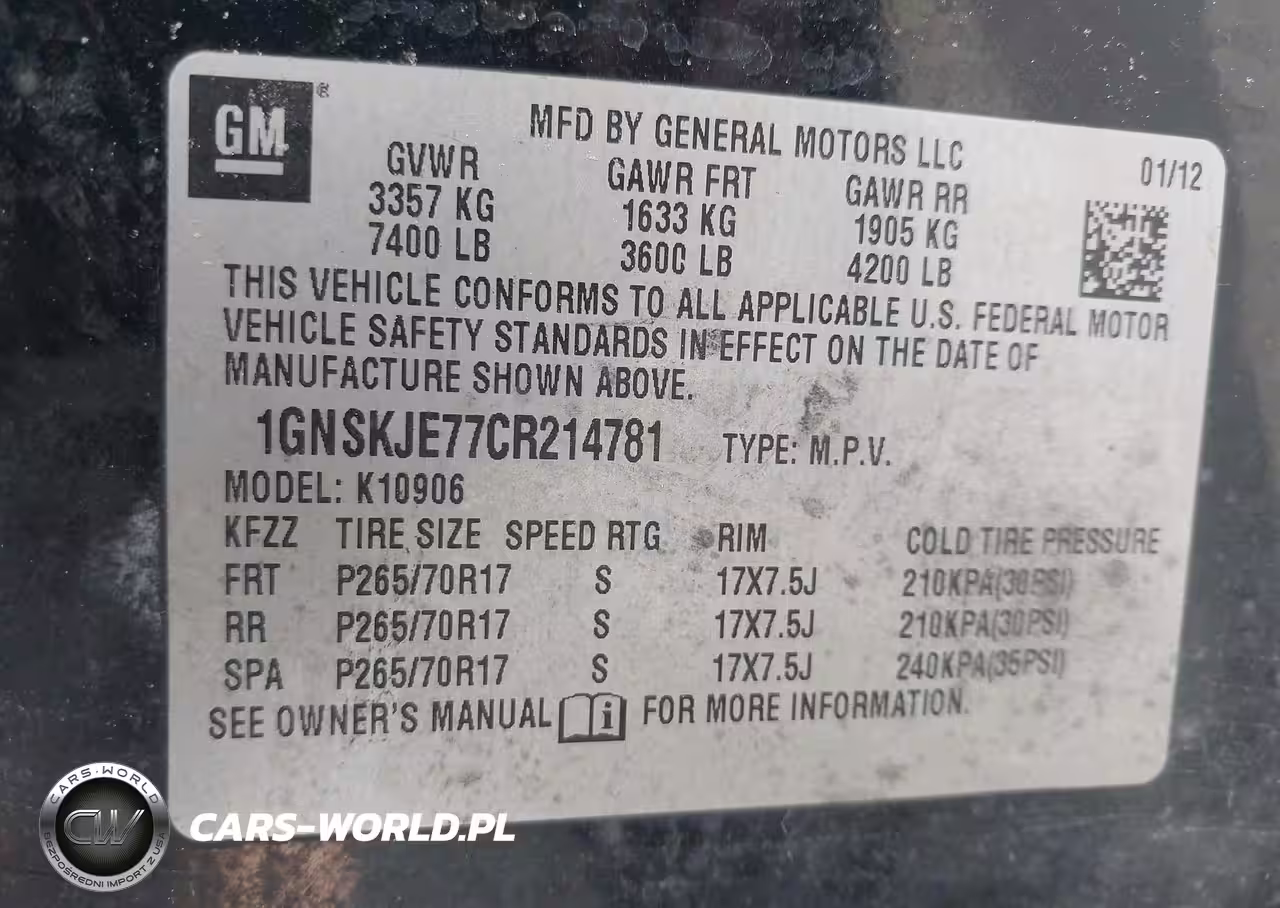 GM ®
MFD BY GENERAL MOTORS LLC
01/12
GVWR GAWR FRT GAWR RR
3357 KG 1633 KG 1905 KG
7400 LB 3600 LB 4200 LB
THIS VEHICLE CONFORMS TO ALL APPLICABLE U.S. FEDERAL MOTOR
VEHICLE SAFETY STANDARDS IN EFFECT ON THE DATE OF
MANUFACTURE SHOWN ABOVE.
1GNSKJE77CR214781 TYPE: M.P.V.
MODEL: K10906
KFZZ TIRE SIZE SPEED RTG RIM COLD TIRE PRESSURE
FRT P265/70R17 S 17X7.5J 210KPA(30PSI)
RR P265/70R17 S 17X7.5J 210KPA(30PSI)
SPA P265/70R17 S 17X7.5J 240KPA(35PSI)
SEE OWNER'S MANUAL i FOR MORE INFORMATION.
CARS-WORLD
CW
BEZPOŚREDNI IMPORT Z USA
CARS-WORLD.PL